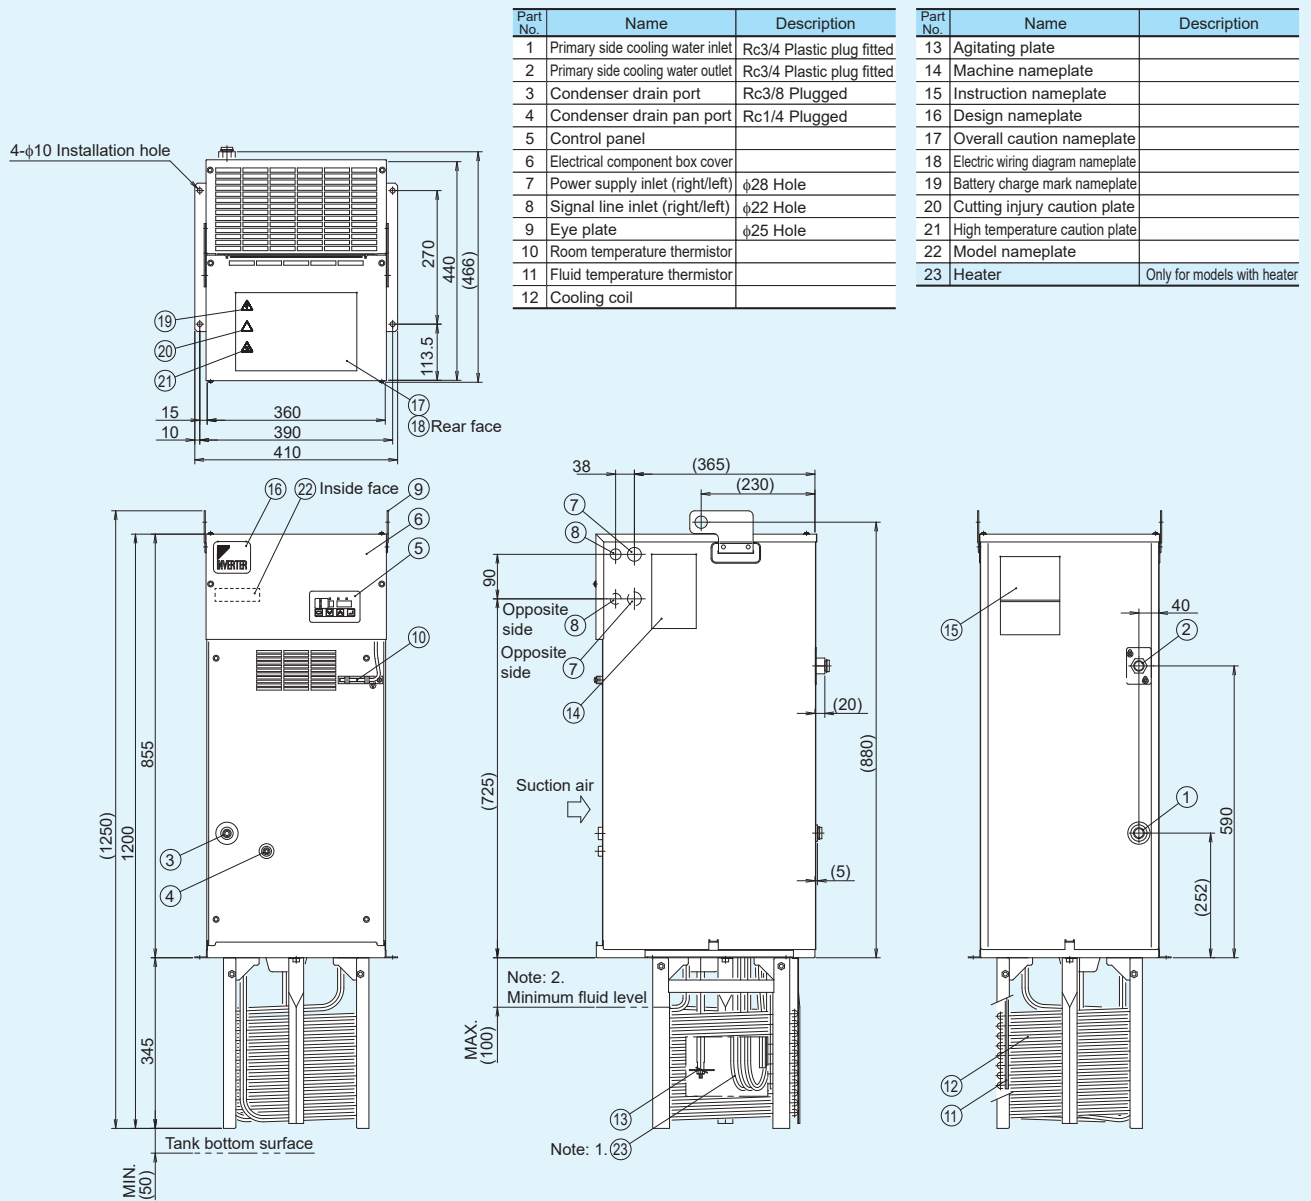 Part No. Name Description
1 Primary side cooling water inlet Rc3/4 Plastic plug fitted
2 Primary side cooling water outlet Rc3/4 Plastic plug fitted
3 Condenser drain port Rc3/8 Plugged
4 Condenser drain pan port Rc1/4 Plugged
5 Control panel
6 Electrical component box cover
7 Power supply inlet (right/left) ϕ28 Hole
8 Signal line inlet (right/left) ϕ22 Hole
9 Eye plate ϕ25 Hole
10 Room temperature thermistor
11 Fluid temperature thermistor
12 Cooling coil
Part No. Name Description
13 Agitating plate
14 Machine nameplate
15 Instruction nameplate
16 Design nameplate
17 Overall caution nameplate
18 Electric wiring diagram nameplate
19 Battery charge mark nameplate
20 Cutting injury caution plate
21 High temperature caution plate
22 Model nameplate
23 Heater Only for models with heater
4-ϕ10 Installation hole
270
440
(466)
113.5
19
20
21
17
18 Rear face
15 360
10 390
410
16 22 Inside face 9
6
5
INVERTER
10
855
(1250)
1200
3
4
345
Tank bottom surface
MIN.
(50)
38 (365)
(230)
7
8
90
Opposite
side
8
Opposite
side
7
14
(20)
(880)
(725)
Suction air
(5)
Note: 2.
Minimum fluid level
MAX.
(100)
13
Note: 1. 23
15
40
2
1
590
(252)
12
11